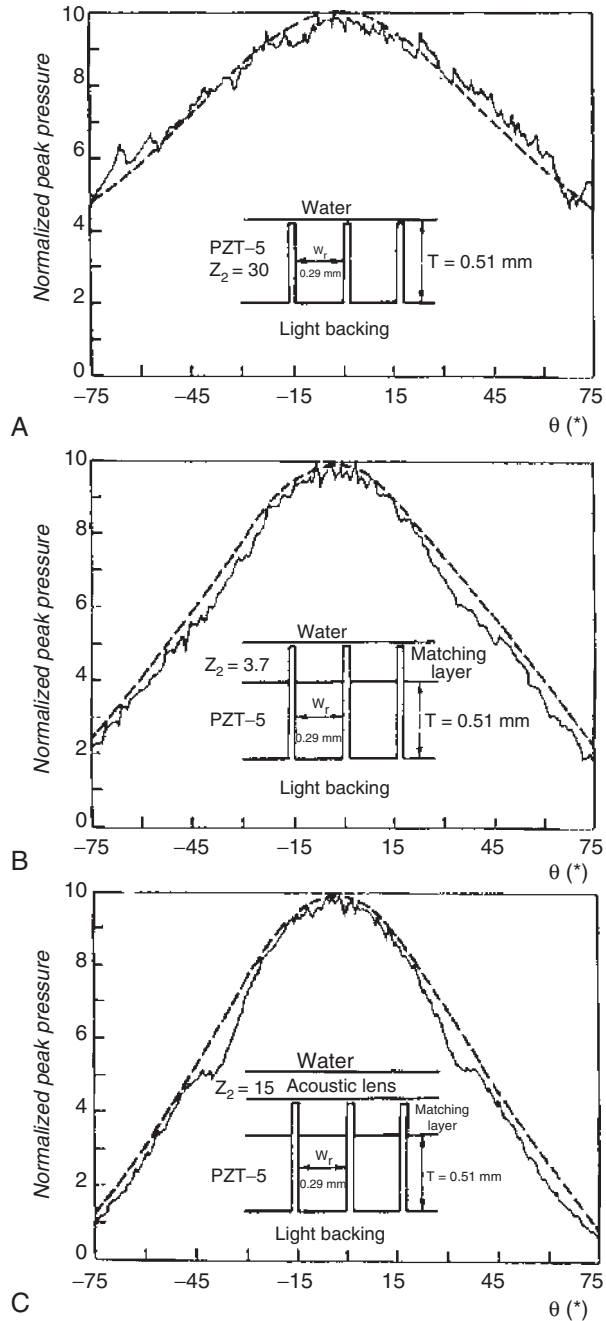 Normalized peak pressure
10
8
6
4
2
0
Water
PZT–5
Z2 = 30
wr
0.29 mm
T = 0.51 mm
Light backing
–75 –45 –15 15 45 75
θ (*)
A
Normalized peak pressure
10
8
6
4
2
0
Water
Z2 = 3.7
Matching
layer
PZT–5
wr
0.29 mm
T = 0.51 mm
Light backing
–75 –45 –15 15 45 75
θ (*)
B
Normalized peak pressure
10
8
6
4
2
0
Water
Z2 = 15 Acoustic lens
Matching
layer
PZT–5
wr
0.29 mm
T = 0.51 mm
Light backing
–75 –45 –15 15 45 75
θ (*)
C